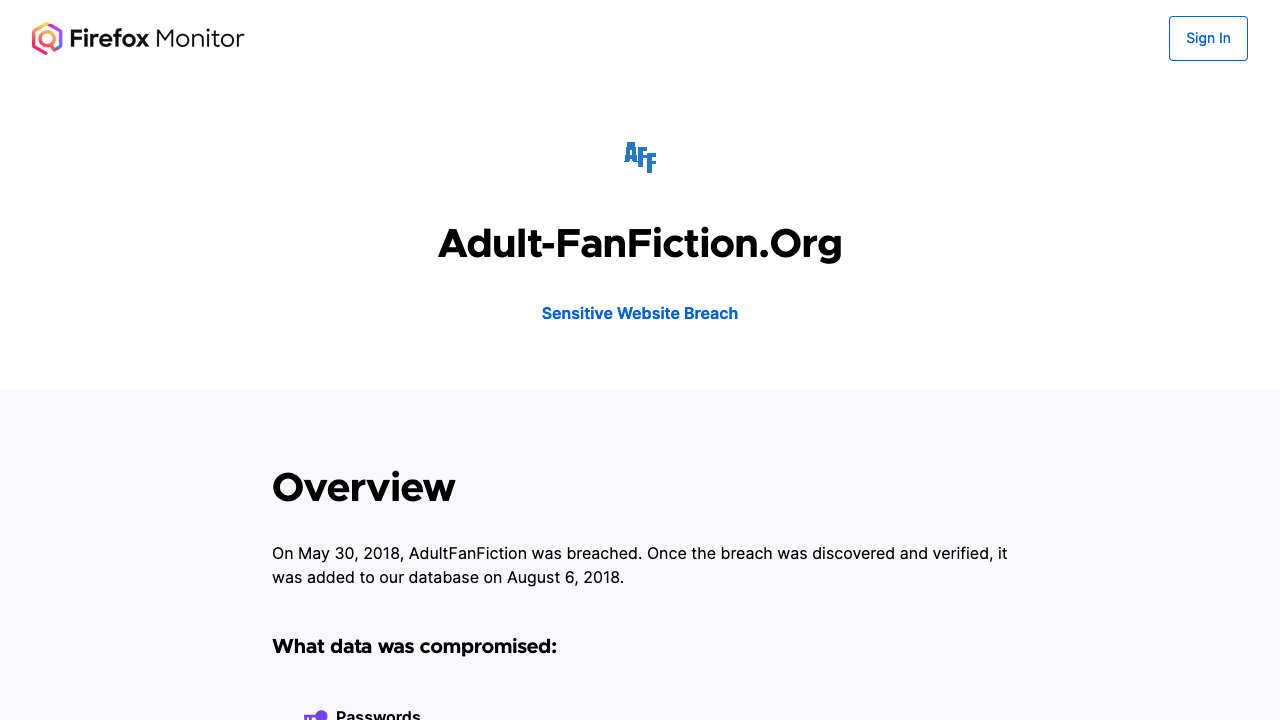 Firefox Monitor
Sign In
AFF
Adult-FanFiction.Org
Sensitive Website Breach
Overview
On May 30, 2018, AdultFanFiction was breached. Once the breach was discovered and verified, it
was added to our database on August 6, 2018.
What data was compromised:
Passwords